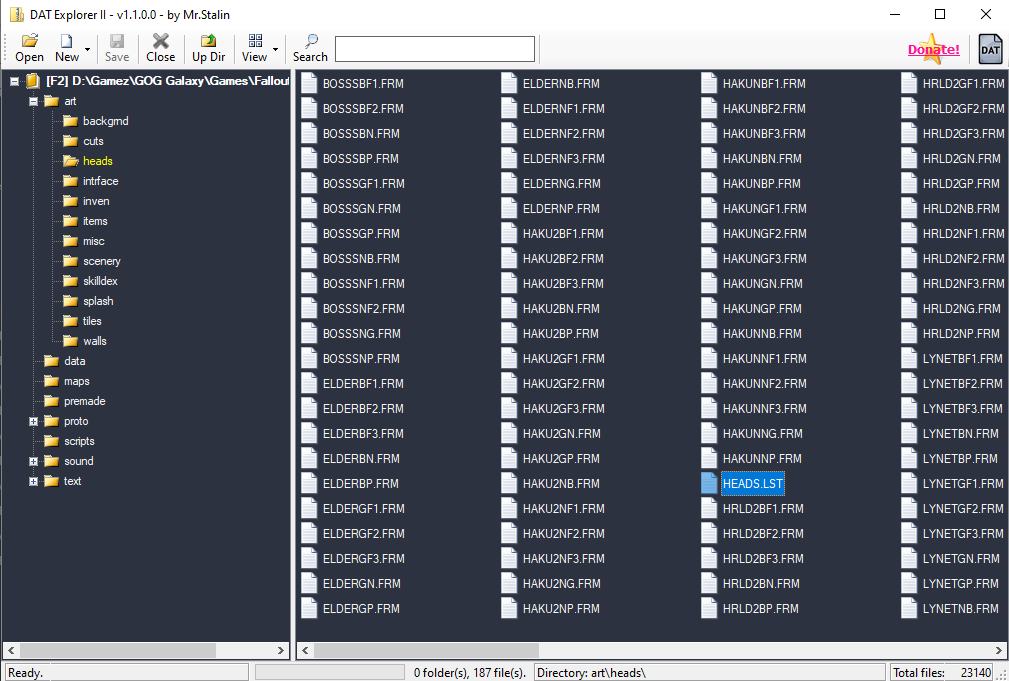 DAT Explorer II - v1.1.0.0 - by Mr.Stalin
Open New Save Close Up Dir View Search Donate! DAT
[F2] D:\Gamez\GOG Galaxy\Games\Fallou
art
backgrnd
cuts
heads
intrface
inven
items
misc
scenery
skilldex
splash
tiles
walls
data
maps
premade
proto
scripts
sound
text
BOSSSBF1.FRM
BOSSSBF2.FRM
BOSSSBN.FRM
BOSSSBP.FRM
BOSSSGF1.FRM
BOSSSGN.FRM
BOSSSGP.FRM
BOSSSNB.FRM
BOSSSNF1.FRM
BOSSSNF2.FRM
BOSSSNG.FRM
BOSSSNP.FRM
ELDERBF1.FRM
ELDERBF2.FRM
ELDERBF3.FRM
ELDERBN.FRM
ELDERBP.FRM
ELDERGF1.FRM
ELDERGF2.FRM
ELDERGF3.FRM
ELDERGN.FRM
ELDERGP.FRM
ELDERNB.FRM
ELDERNF1.FRM
ELDERNF2.FRM
ELDERNF3.FRM
ELDERNG.FRM
ELDERNP.FRM
HAKU2BF1.FRM
HAKU2BF2.FRM
HAKU2BF3.FRM
HAKU2BN.FRM
HAKU2BP.FRM
HAKU2GF1.FRM
HAKU2GF2.FRM
HAKU2GF3.FRM
HAKU2GN.FRM
HAKU2GP.FRM
HAKU2NB.FRM
HAKU2NF1.FRM
HAKU2NF3.FRM
HAKU2NG.FRM
HAKU2NP.FRM
HAKUNBF1.FRM
HAKUNBF2.FRM
HAKUNBF3.FRM
HAKUNBN.FRM
HAKUNBP.FRM
HAKUNGF1.FRM
HAKUNGF2.FRM
HAKUNGF3.FRM
HAKUNGN.FRM
HAKUNGP.FRM
HAKUNNB.FRM
HAKUNNF1.FRM
HAKUNNF2.FRM
HAKUNNF3.FRM
HAKUNNG.FRM
HAKUNNP.FRM
HEADS.LST
HRLD2BF1.FRM
HRLD2BF2.FRM
HRLD2BF3.FRM
HRLD2BN.FRM
HRLD2BP.FRM
HRLD2GF1.FRM
HRLD2GF2.FRM
HRLD2GF3.FRM
HRLD2GN.FRM
HRLD2GP.FRM
HRLD2NB.FRM
HRLD2NF1.FRM
HRLD2NF2.FRM
HRLD2NF3.FRM
HRLD2NG.FRM
HRLD2NP.FRM
LYNETBF1.FRM
LYNETBF2.FRM
LYNETBF3.FRM
LYNETBN.FRM
LYNETBP.FRM
LYNETGF1.FRM
LYNETGF2.FRM
LYNETGF3.FRM
LYNETGN.FRM
LYNETGP.FRM
LYNETNB.FRM
Ready. 0 folder(s), 187 file(s). Directory: art\heads\ Total files: 23140